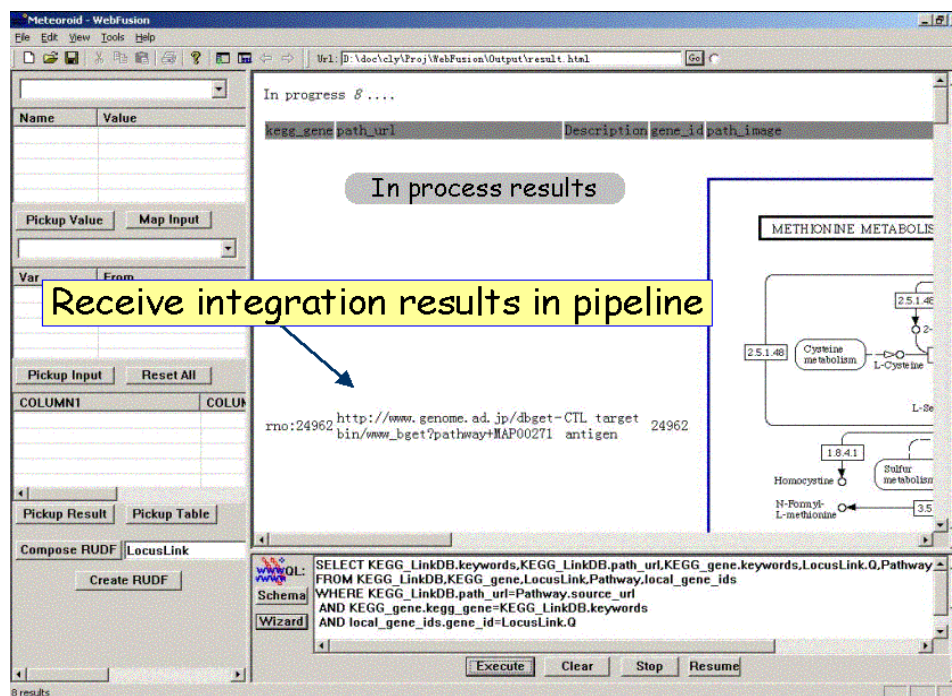 Meteoroid - WebFusion
File Edit View Tools Help
Url: D:\doc\cly\Proj\WebFusion\Output\result.html Go
In progress 8 ....
Name Value
kegg_gene path_url Description gene_id path_image
In process results
Pickup Value Map Input
METHIONINE METABOLIS
Var From
Receive integration results in pipeline
2.5.1.48
2-
2.5.1.48 Cysteine metabolism L-Cysteine
Pickup Input Reset All
COLUMN1 COLUM
L-Se
rno:24962 http://www.genome.ad.jp/dbget- CTL target 24962
bin/www_bget?pathway+MAP00271 antigen
1.8.4.1
Homocystine Sulfur metabolism
N-Formyl-
L-methionine 3.5
Pickup Result Pickup Table
Compose RUDF LocusLink
Create RUDF
WWWQL:
Schema
Wizard
SELECT KEGG_LinkDB.keywords,KEGG_LinkDB.path_url,KEGG_gene.keywords,LocusLink.Q,Pathway
FROM KEGG_LinkDB,KEGG_gene,LocusLink,Pathway,local_gene_ids
WHERE KEGG_LinkDB.path_url=Pathway.source_url
AND KEGG_gene.kegg_gene=KEGG_LinkDB.keywords
AND local_gene_ids.gene_id=LocusLink.Q
Execute Clear Stop Resume
8 results